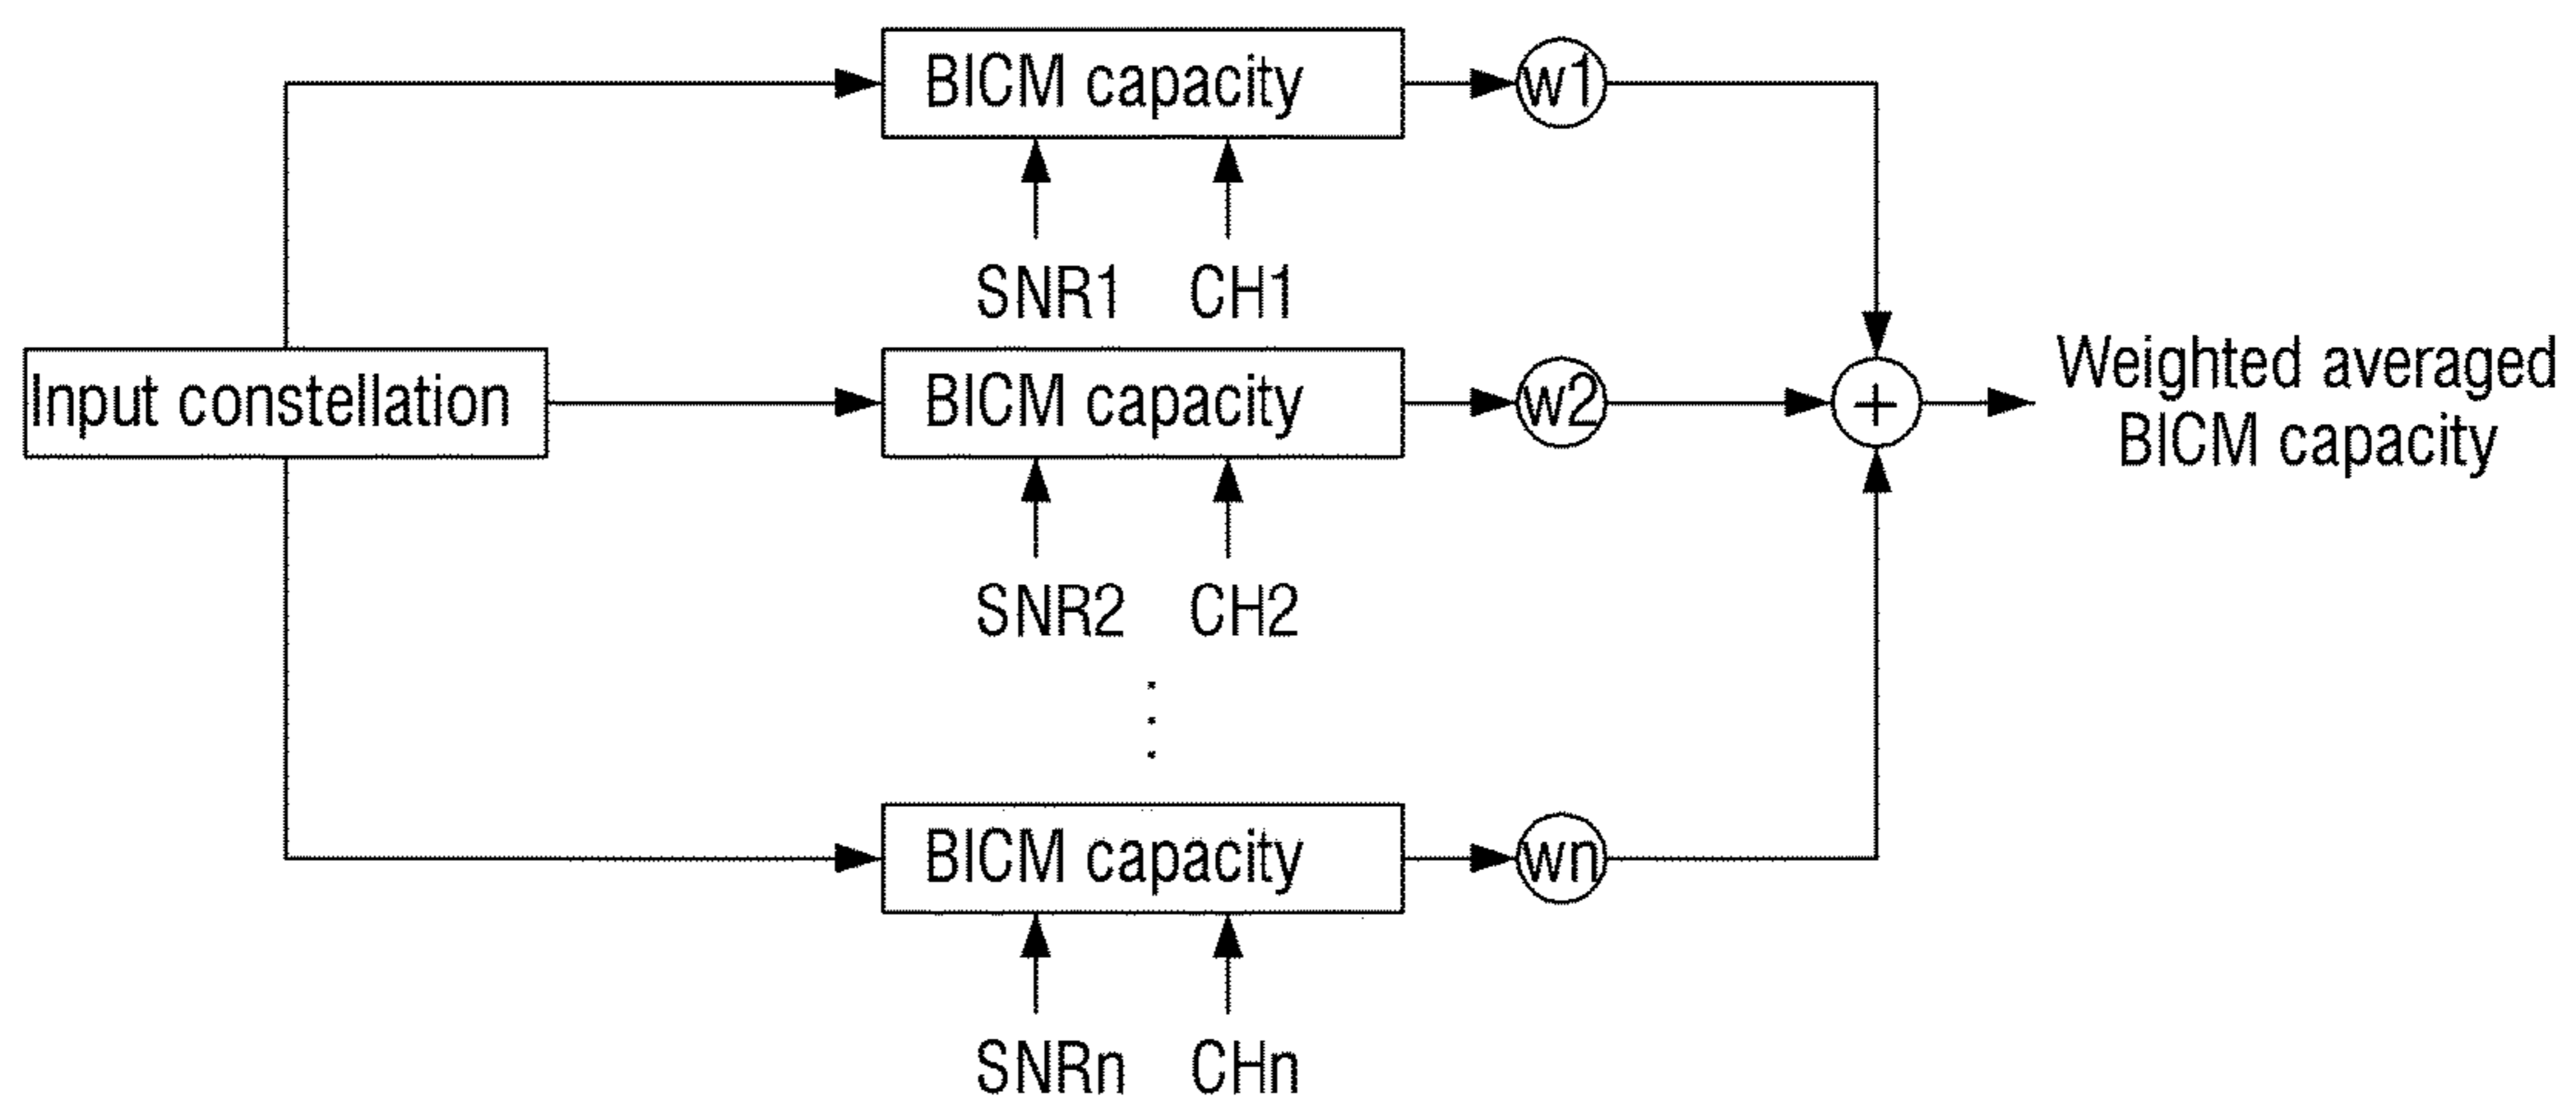 BICM capacity
w1
SNR1 CH1
Input constellation
BICM capacity
w2
+
Weighted averaged
BICM capacity
SNR2 CH2
BICM capacity
wn
SNRn CHn